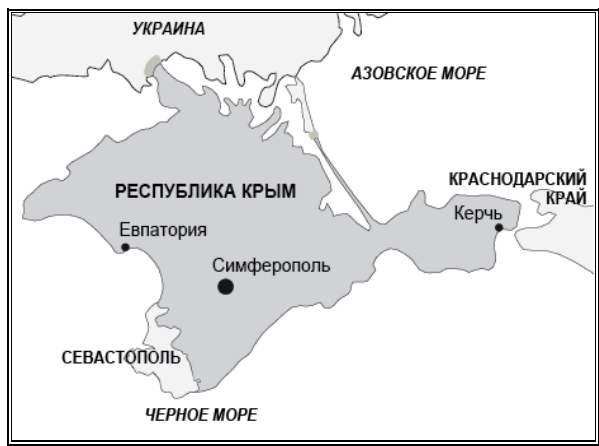 УКРАИНА
АЗОВСКОЕ МОРЕ
КРАСНОДАРСКИЙ
КРАЙ
РЕСПУБЛИКА КРЫМ
Керчь
Евпатория
Симферополь
СЕВАСТОПОЛЬ
ЧЕРНОЕ МОРЕ